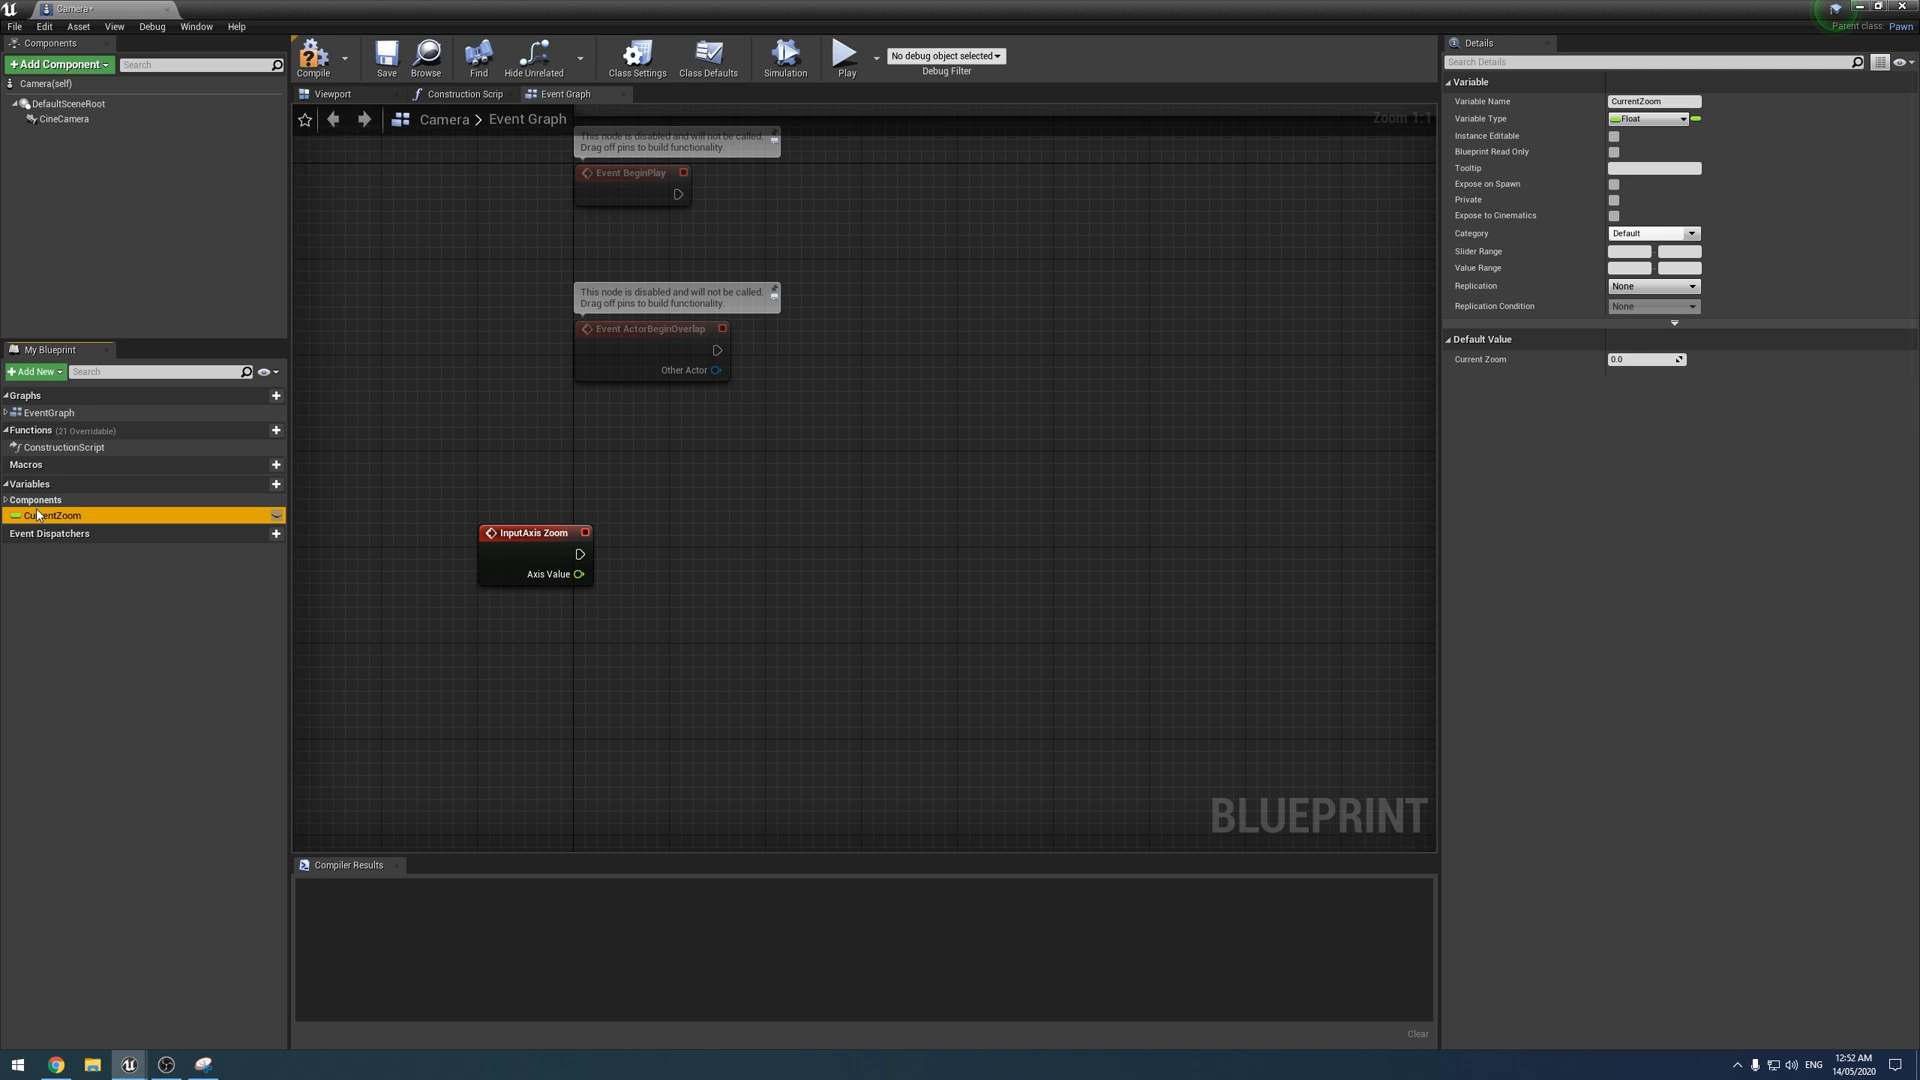 Camera*
File Edit Asset View Debug Window Help
Parent class: Pawn
Components
+Add Component Search
Camera(self)
DefaultSceneRoot
CineCamera
Compile Save Browse Find Hide Unrelated Class Settings Class Defaults Simulation Play
No debug object selected
Debug Filter
Viewport Construction Scrip Event Graph
Camera > Event Graph
Zoom 1:1
This node is disabled and will not be called.
Drag off pins to build functionality.
Event BeginPlay
This node is disabled and will not be called.
Drag off pins to build functionality.
Event ActorBeginOverlap
Other Actor
InputAxis Zoom
Axis Value
BLUEPRINT
My Blueprint
+Add New Search
Graphs
EventGraph
Functions (21 Overridable)
ConstructionScript
Macros
Variables
Components
CurrentZoom
Event Dispatchers
Compiler Results
Clear
Details
Search Details
Variable
Variable Name CurrentZoom
Variable Type Float
Instance Editable
Blueprint Read Only
Tooltip
Expose on Spawn
Private
Expose to Cinematics
Category Default
Slider Range
Value Range
Replication None
Replication Condition None
Default Value
Current Zoom 0.0
ENG
12:52 AM
14/05/2020